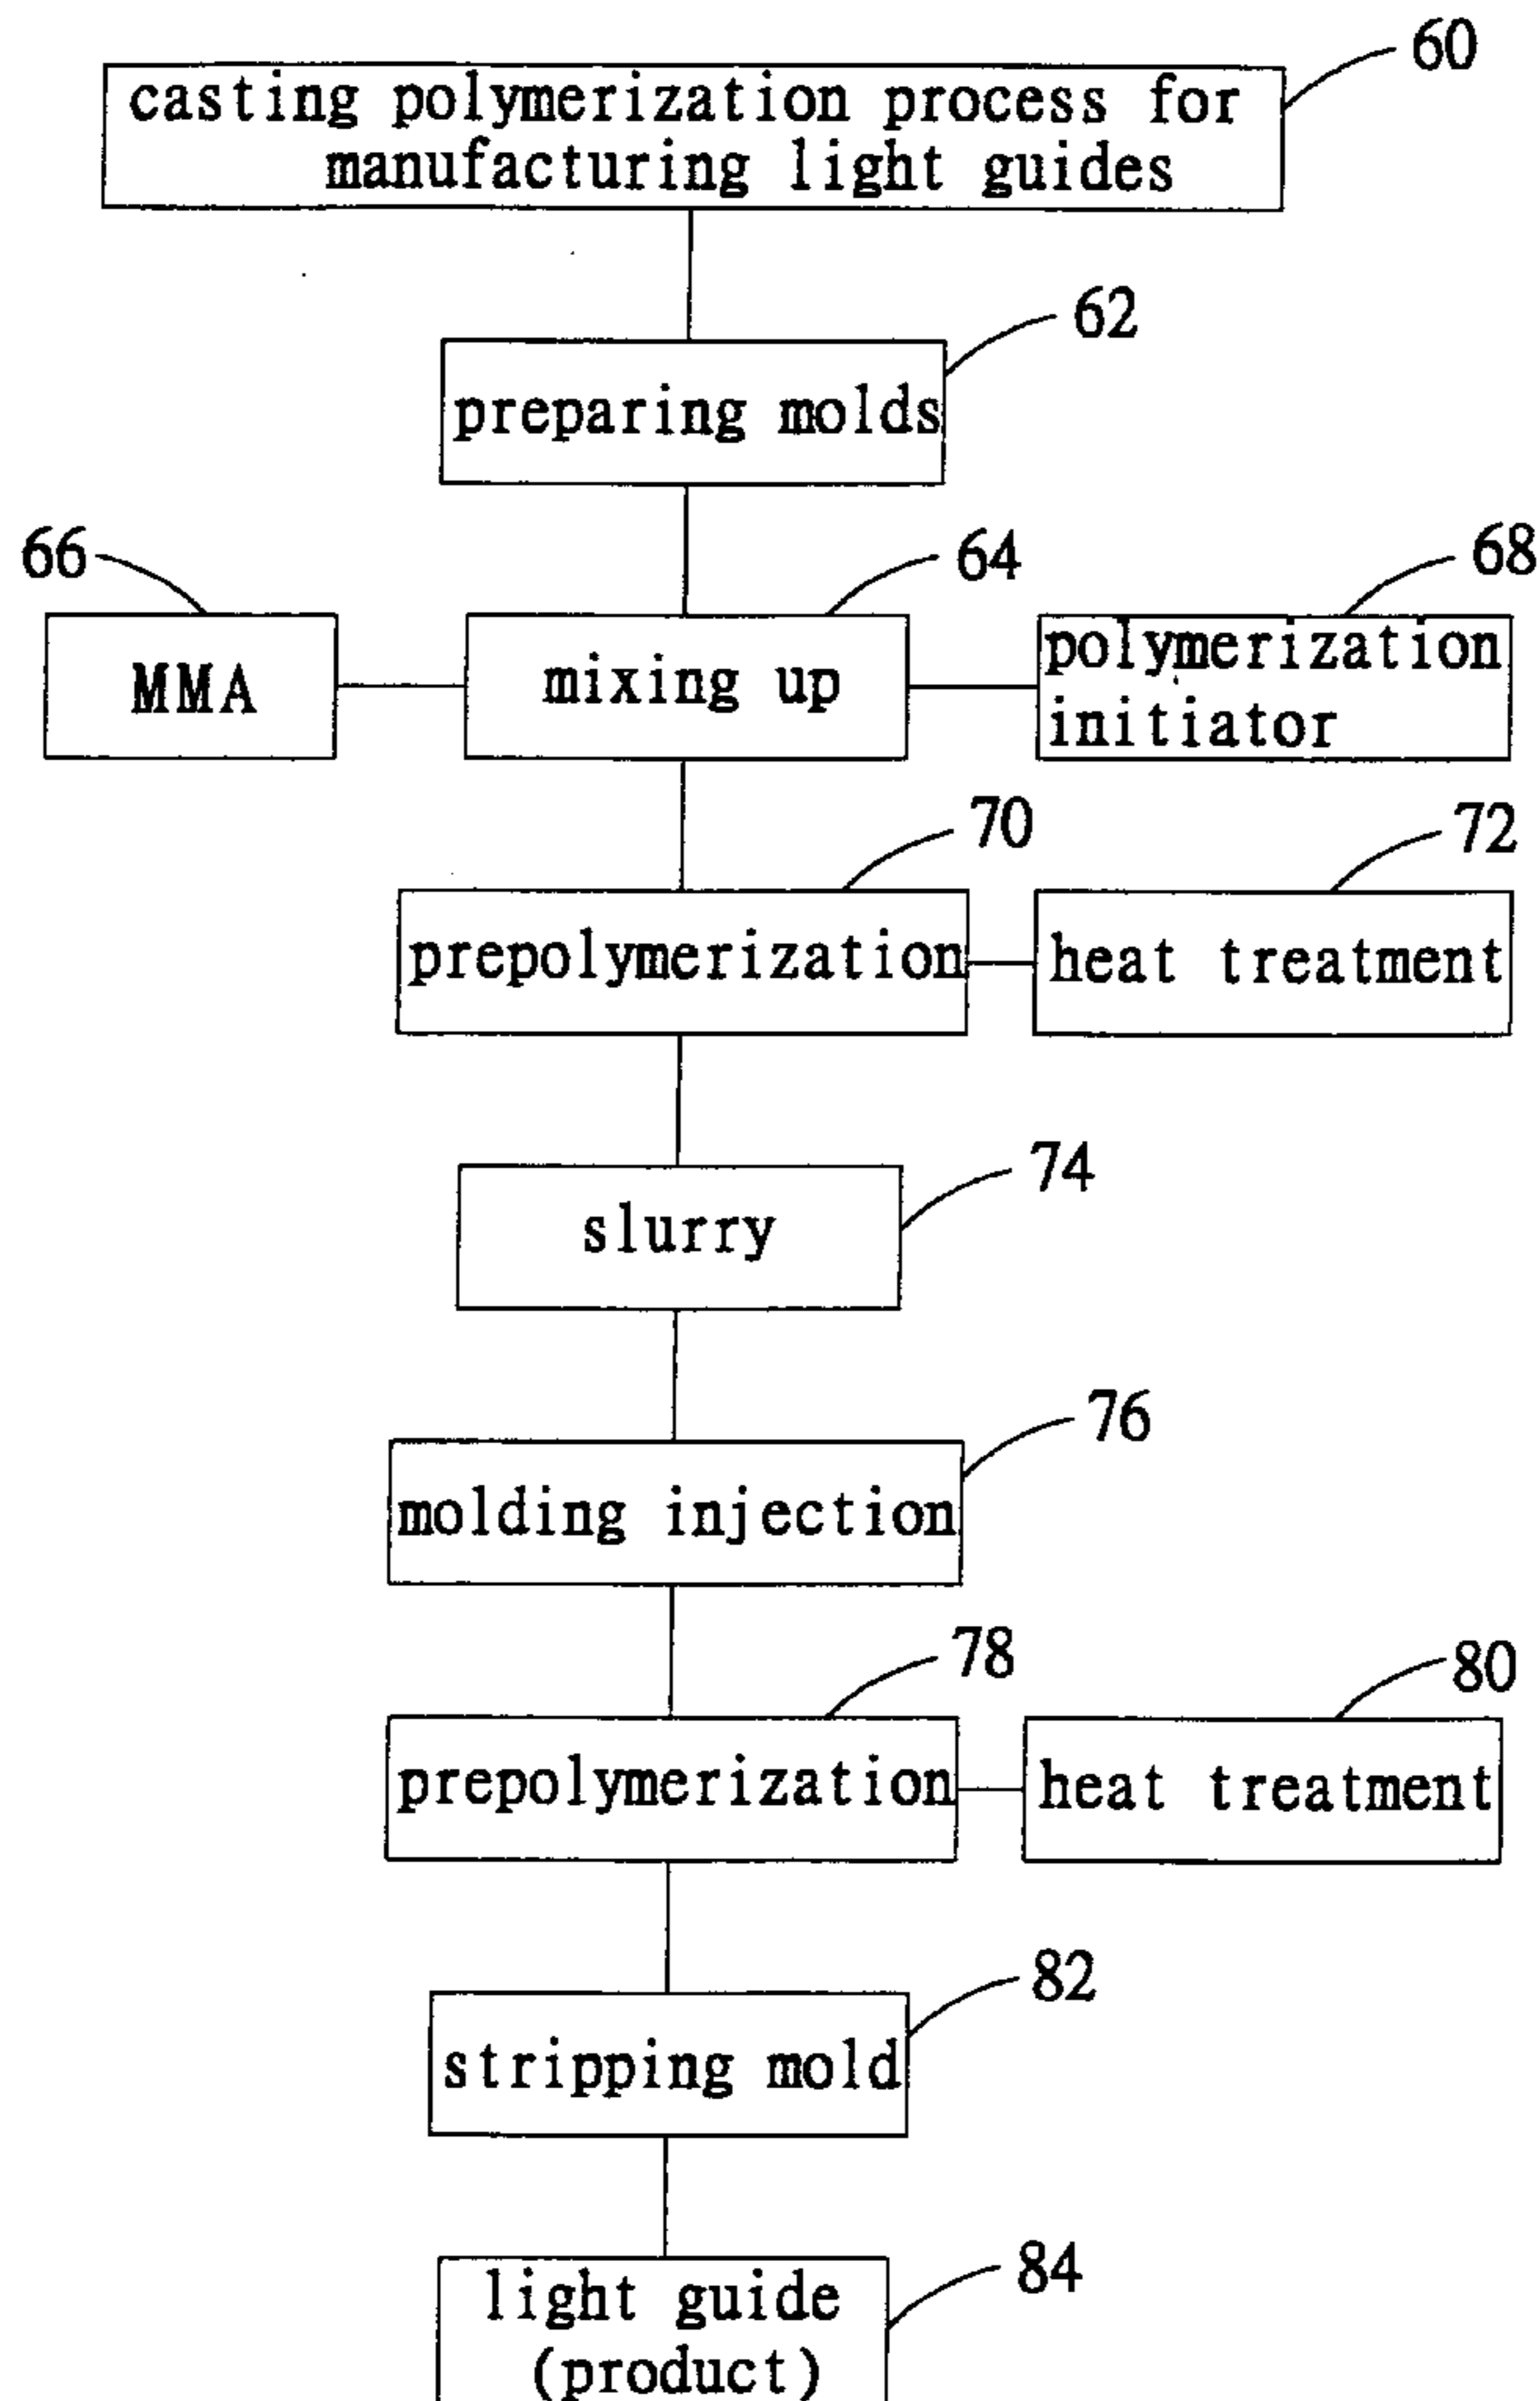 60
casting polymerization process for
manufacturing light guides
62
preparing molds
66
64
68
MMA
mixing up
polymerization
initiator
70
72
prepolymerization
heat treatment
74
slurry
76
molding injection
78
80
prepolymerization
heat treatment
82
stripping mold
84
light guide
(product)